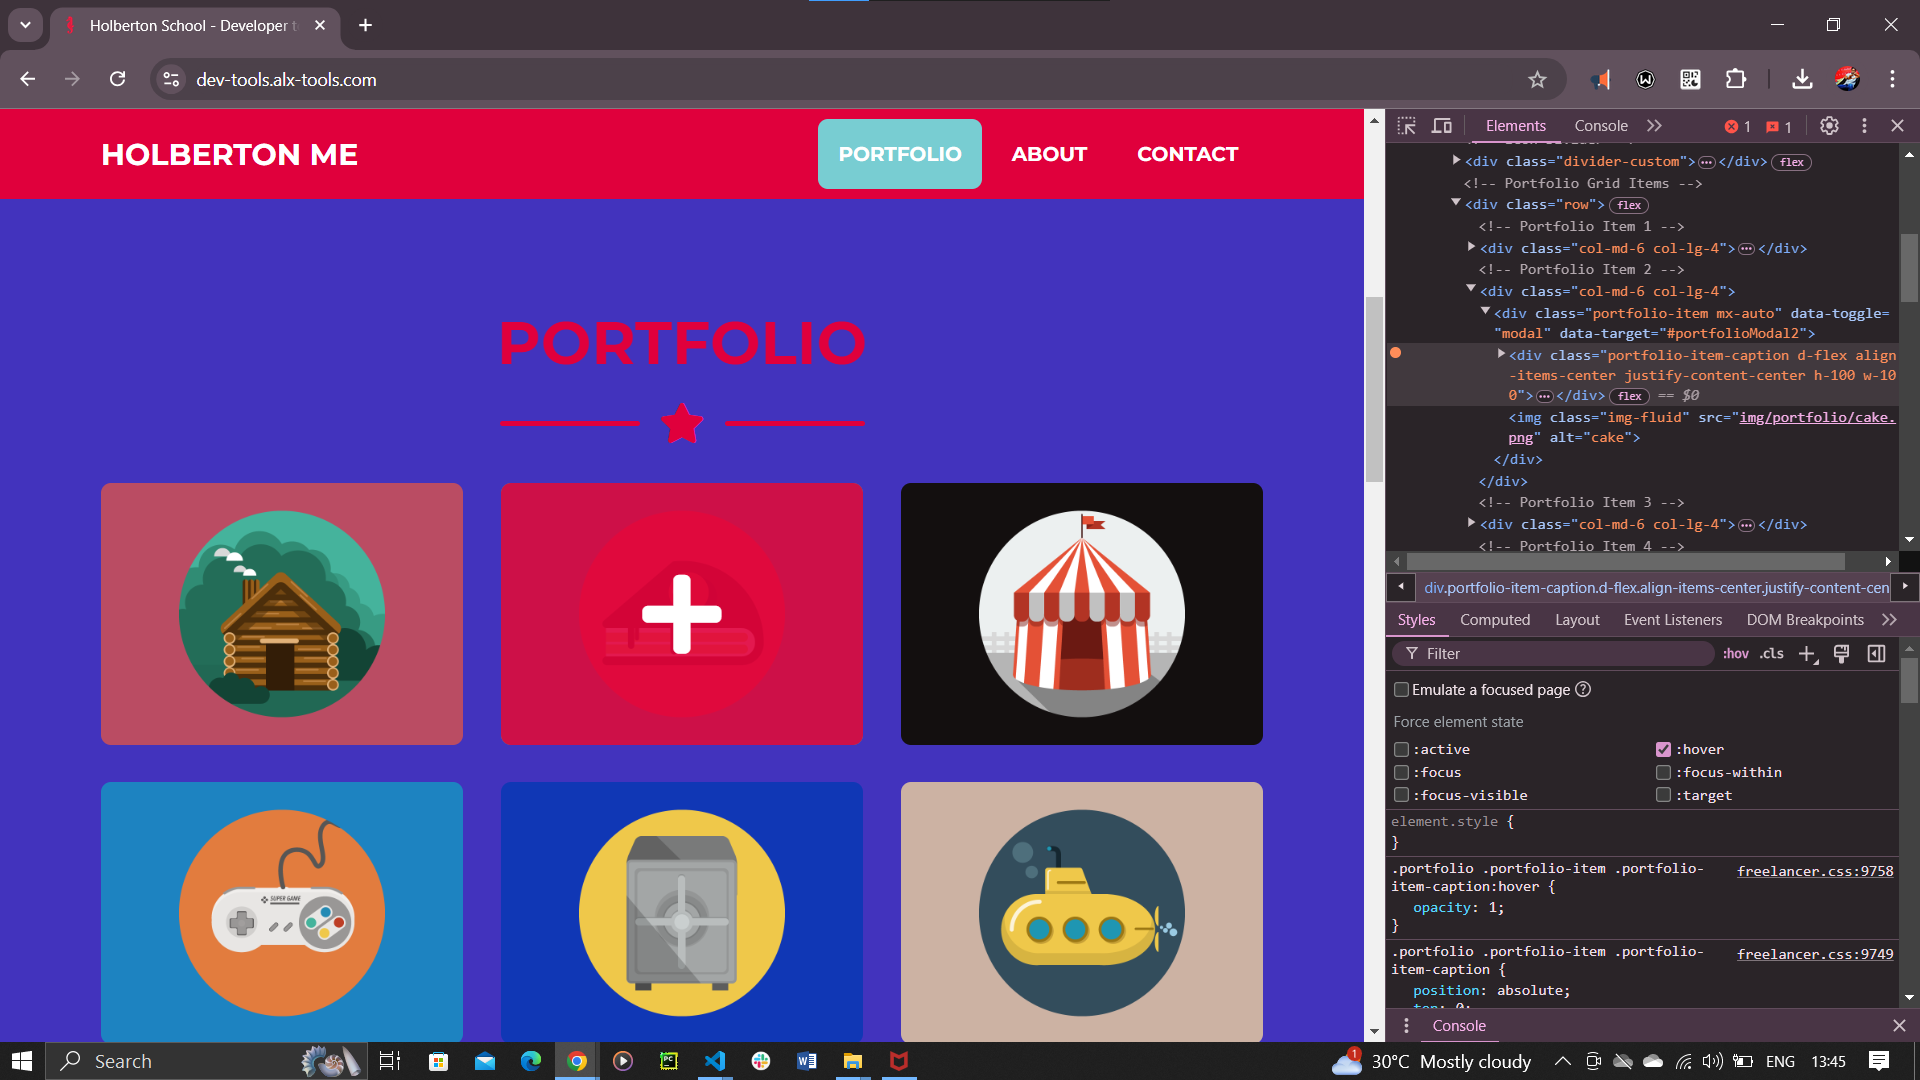 Holberton School - Developer t
dev-tools.alx-tools.com
HOLBERTON ME
PORTFOLIO
ABOUT
CONTACT
PORTFOLIO
SUPER GAME
Elements
Console
1
1
<div class="divider-custom"> </div> flex
<!-- Portfolio Grid Items -->
<div class="row"> flex
<!-- Portfolio Item 1 -->
<div class="col-md-6 col-lg-4"> </div>
<!-- Portfolio Item 2 -->
<div class="col-md-6 col-lg-4">
<div class="portfolio-item mx-auto" data-toggle=
"modal" data-target="#portfolioModal2">
<div class="portfolio-item-caption d-flex align
-items-center justify-content-center h-100 w-10
0"> </div> flex == $0
<img class="img-fluid" src="img/portfolio/cake.
png" alt="cake">
</div>
</div>
<!-- Portfolio Item 3 -->
<div class="col-md-6 col-lg-4"> </div>
<!-- Portfolio Item 4 -->
div.portfolio-item-caption.d-flex.align-items-center.justify-content-cen
Styles
Computed
Layout
Event Listeners
DOM Breakpoints
Filter
:hov
.cls
Emulate a focused page
Force element state
:active
:hover
:focus
:focus-within
:focus-visible
:target
element.style {
}
.portfolio .portfolio-item .portfolio-
item-caption:hover {
freelancer.css:9758
opacity: 1;
}
.portfolio .portfolio-item .portfolio-
item-caption {
freelancer.css:9749
position: absolute;
top: 0;
Console
Search
PC
1
30°C Mostly cloudy
ENG
13:45